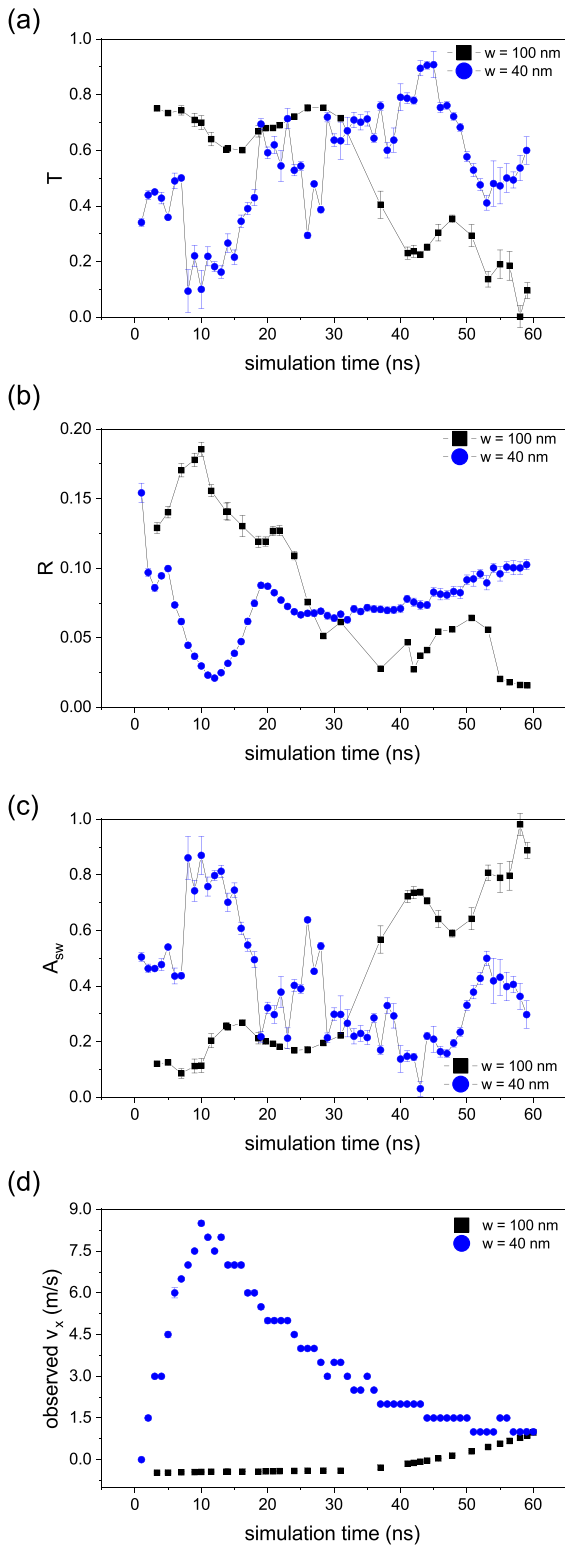 (a)
1.0
0.8
0.6
0.4
0.2
0.0
T
w = 100 nm
w = 40 nm
0 10 20 30 40 50 60
simulation time (ns)
(b)
0.20
0.15
0.10
0.05
0.00
R
w = 100 nm
w = 40 nm
0 10 20 30 40 50 60
simulation time (ns)
(c)
1.0
0.8
0.6
0.4
0.2
0.0
Asw
w = 100 nm
w = 40 nm
0 10 20 30 40 50 60
simulation time (ns)
(d)
9.0
7.5
6.0
4.5
3.0
1.5
0.0
observed vx (m/s)
w = 100 nm
w = 40 nm
0 10 20 30 40 50 60
simulation time (ns)